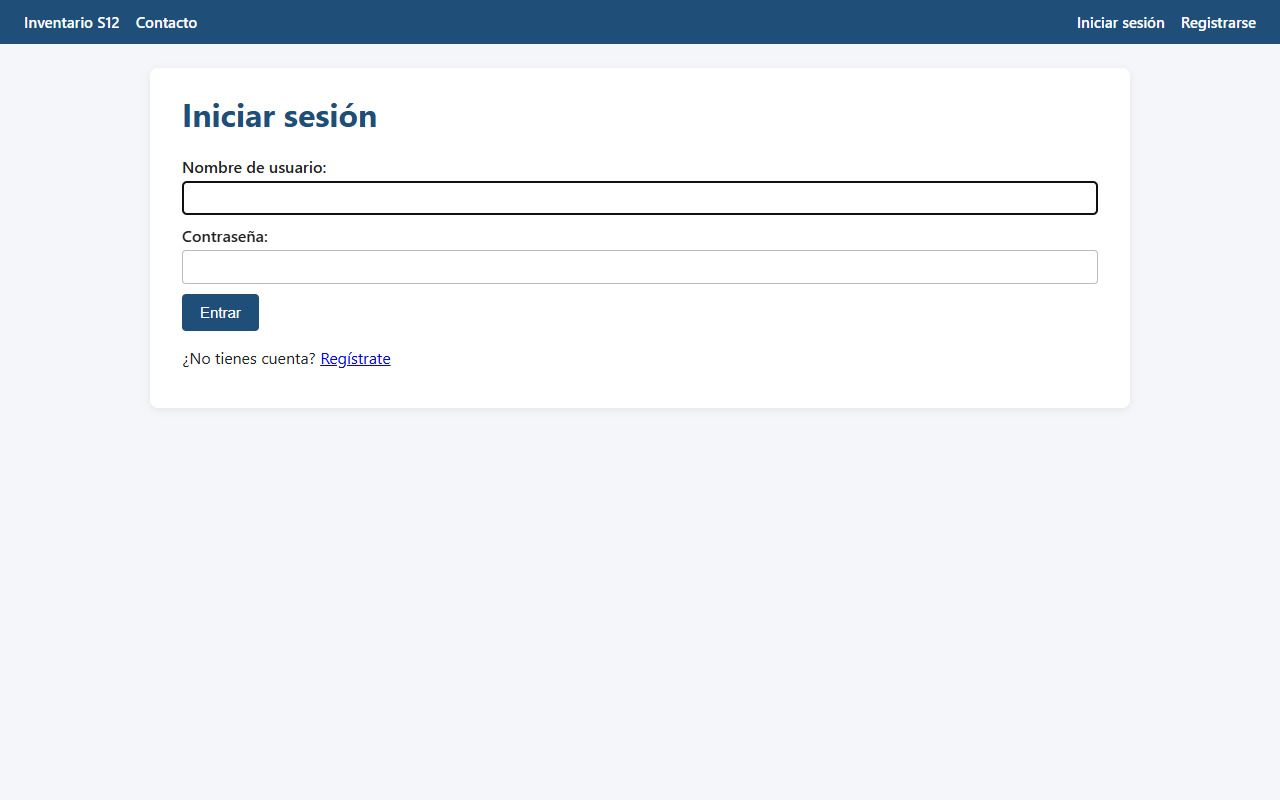 Inventario S12 Contacto Iniciar sesión Registrarse
Iniciar sesión
Nombre de usuario:
Contraseña:
Entrar
¿No tienes cuenta? Regístrate